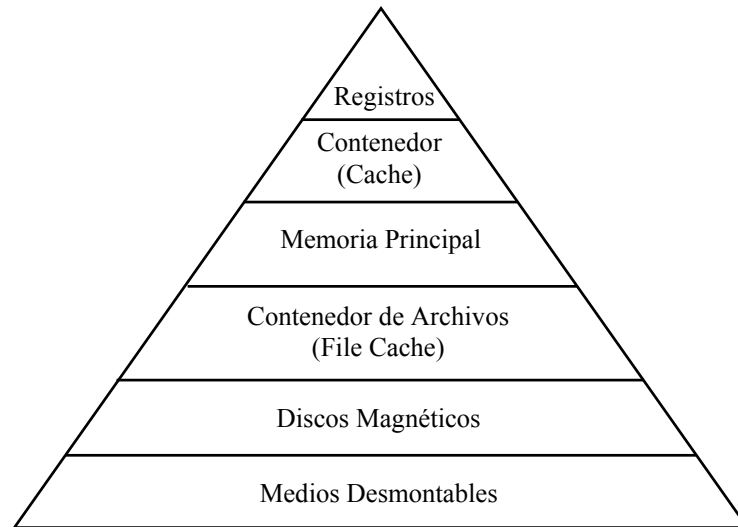 Registros
Contenedor
(Cache)
Memoria Principal
Contenedor de Archivos
(File Cache)
Discos Magnéticos
Medios Desmontables